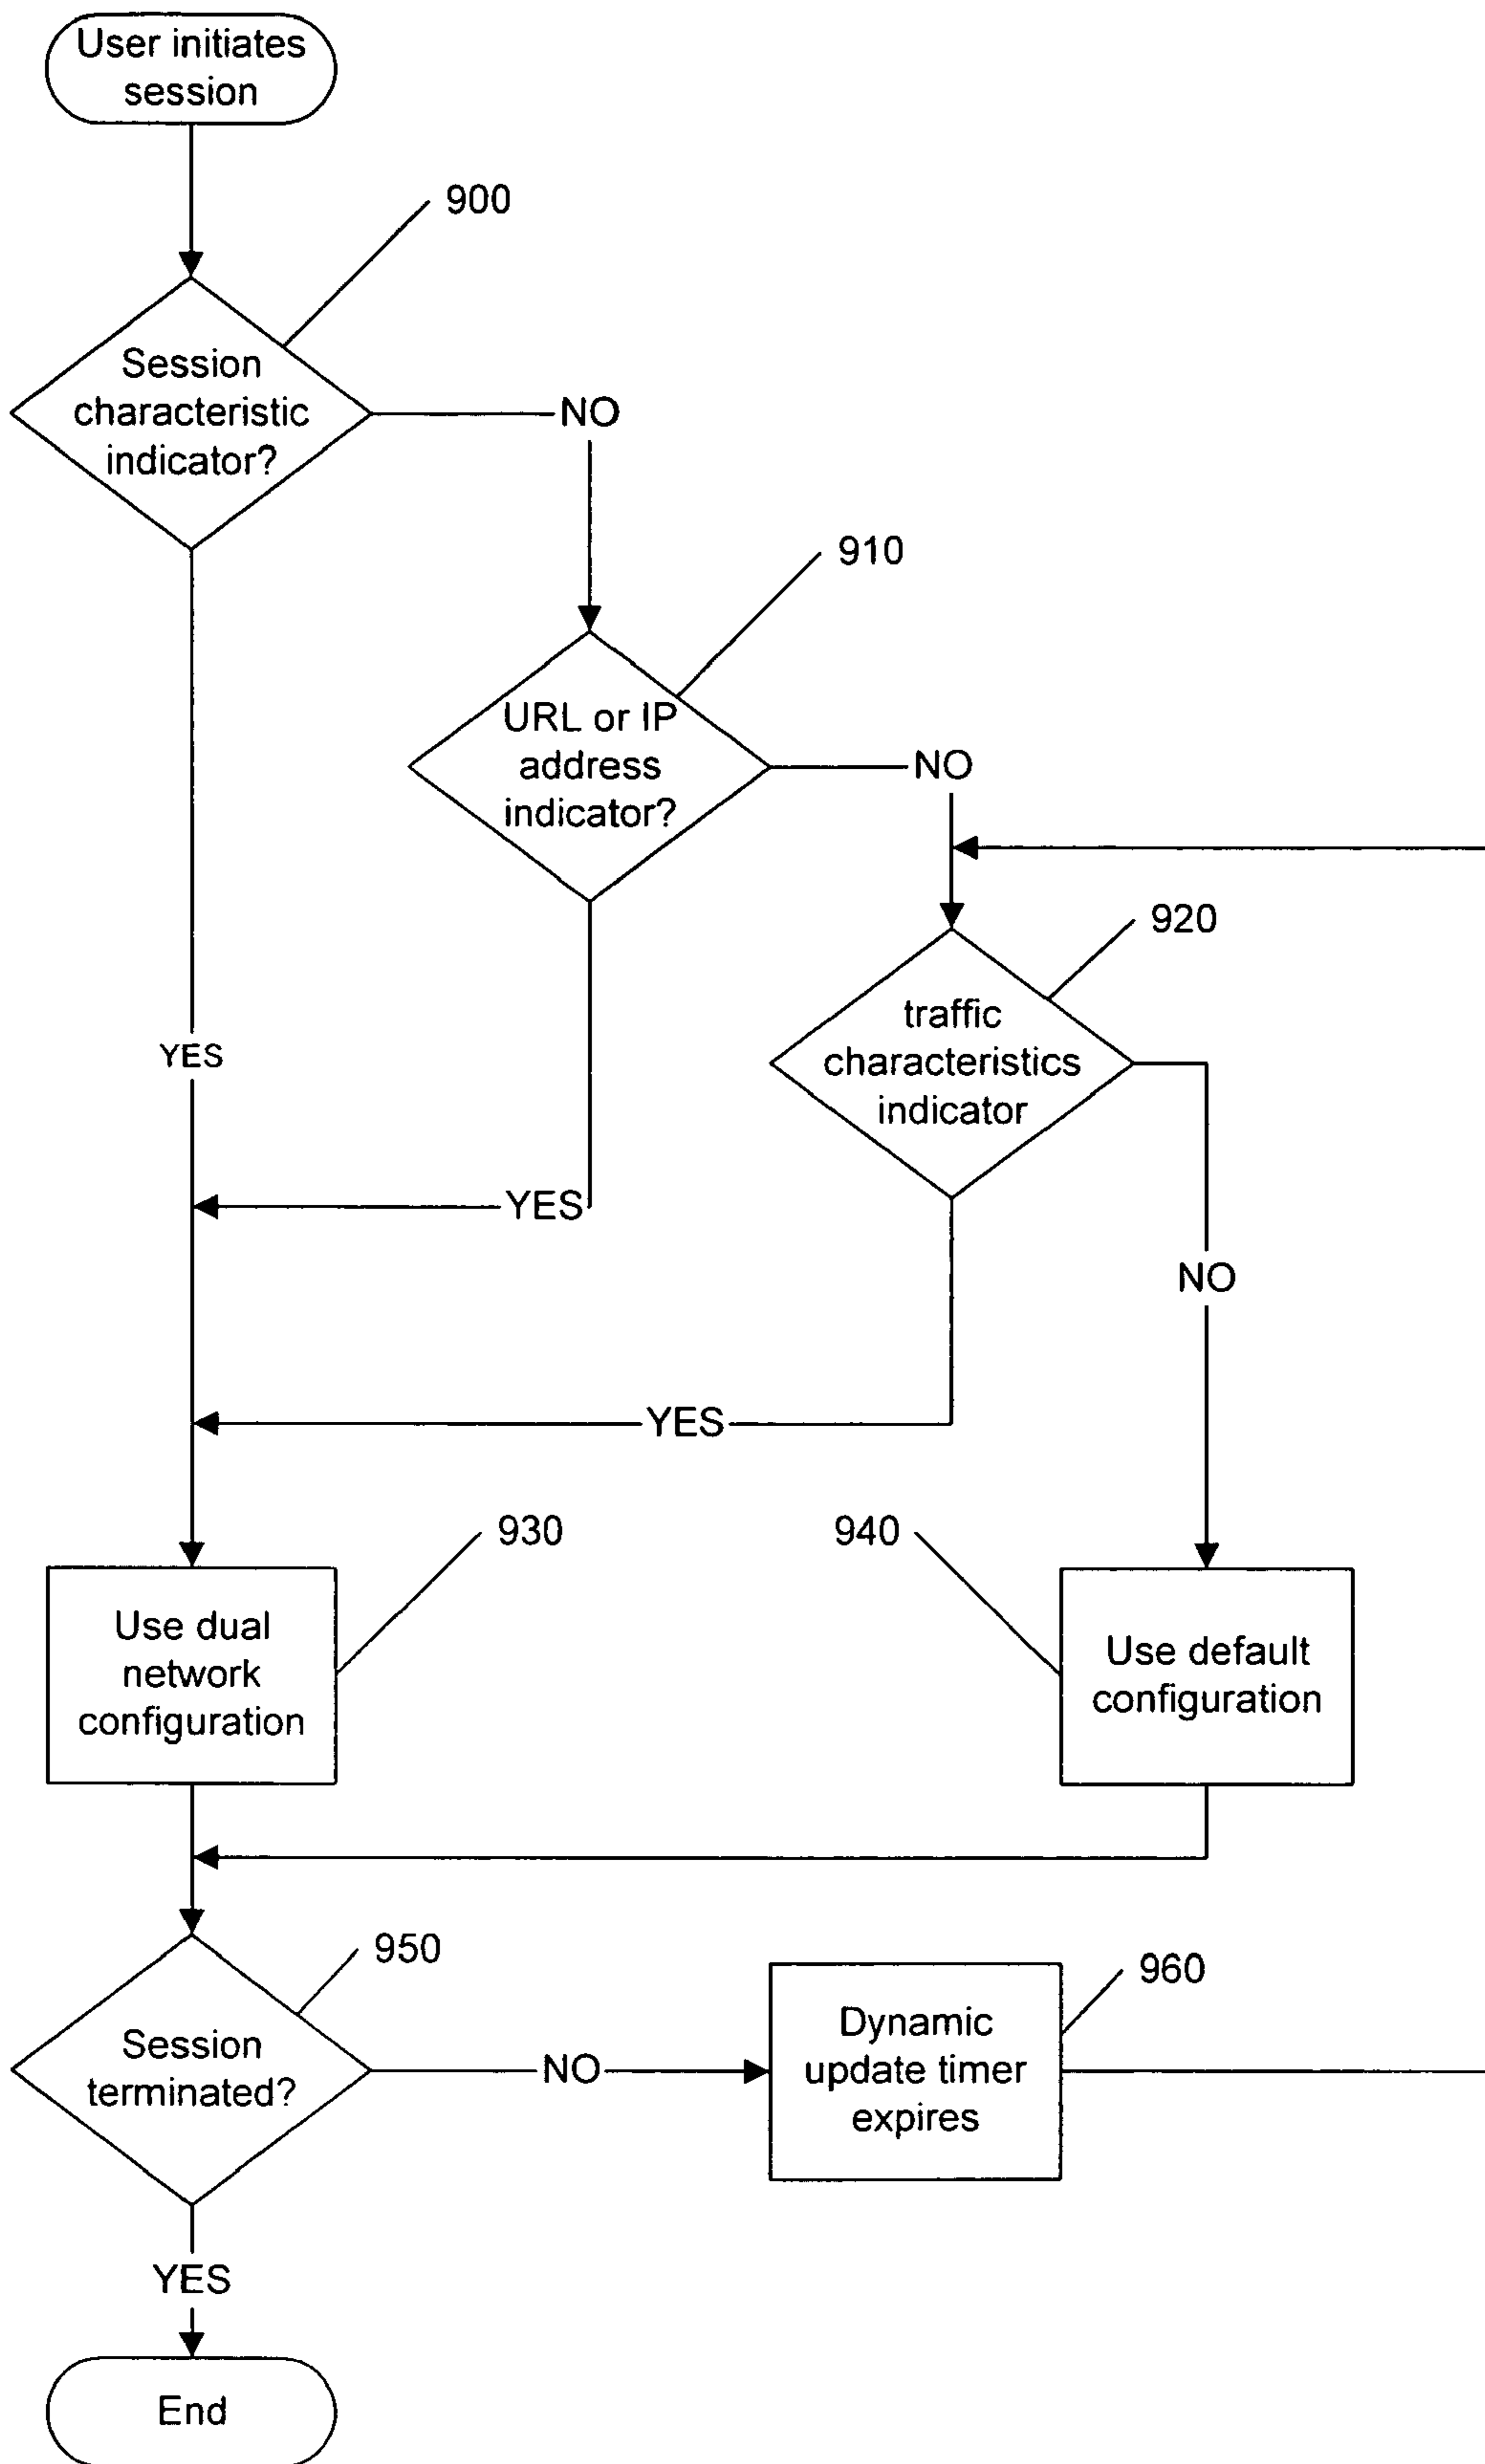 User initiates
session
900
Session
characteristic
indicator?
NO
910
URL or IP
address
indicator?
NO
920
traffic
characteristics
indicator
YES
YES
NO
YES
930
940
Use dual
network
configuration
Use default
configuration
950
960
Session
terminated?
NO
Dynamic
update timer
expires
YES
End